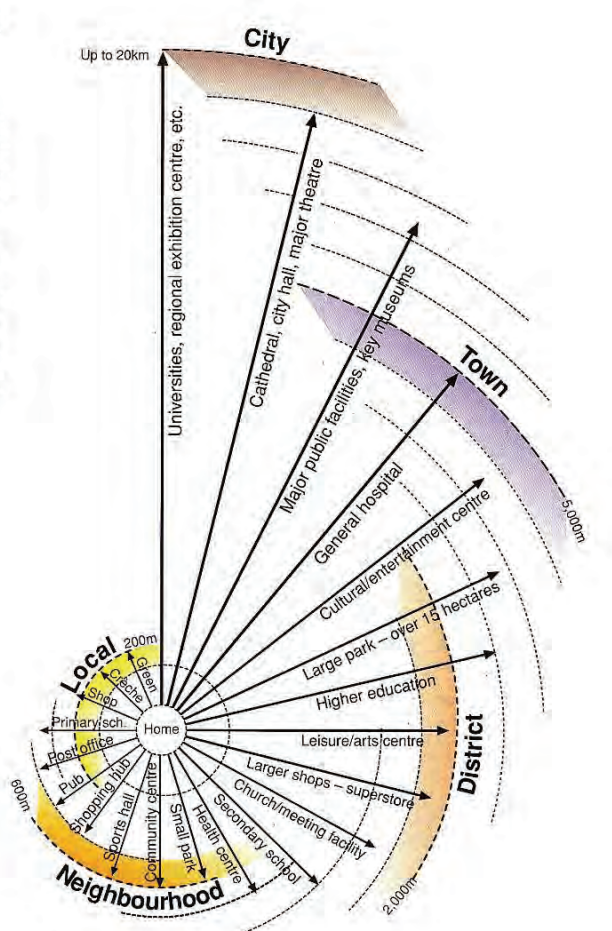 City
Up to 20km
Universities, regional exhibition centre, etc.
Cathedral, city hall, major theatre
Major public facilities, key museums
Town
5,000m
General hospital
Cultural/entertainment centre
Large park – over 15 hectares
Higher education
Leisure/arts centre
District
Larger shops – superstore
Church/meeting facility
2,000m
Secondary school
Health centre
Small park
Community centre
Sports hall
Shopping hub
Neighbourhood
600m
Pub
Post office
Primary sch.
Shop
Crèche
Green
Local
200m
Home